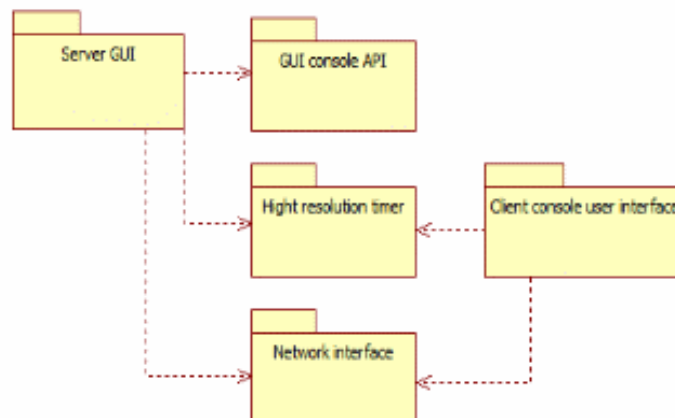 Server GUI
GUI console API
Hight resolution timer
Client console user interface
Network interface